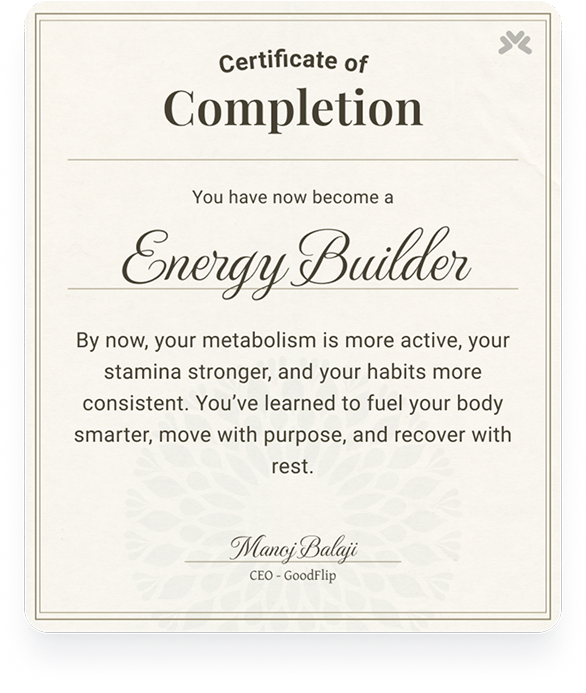 Certificate of
Completion
You have now become a
Energy Builder
By now, your metabolism is more active, your
stamina stronger, and your habits more
consistent. You’ve learned to fuel your body
smarter, move with purpose, and recover with
rest.
Manoj Balaji
CEO - GoodFlip